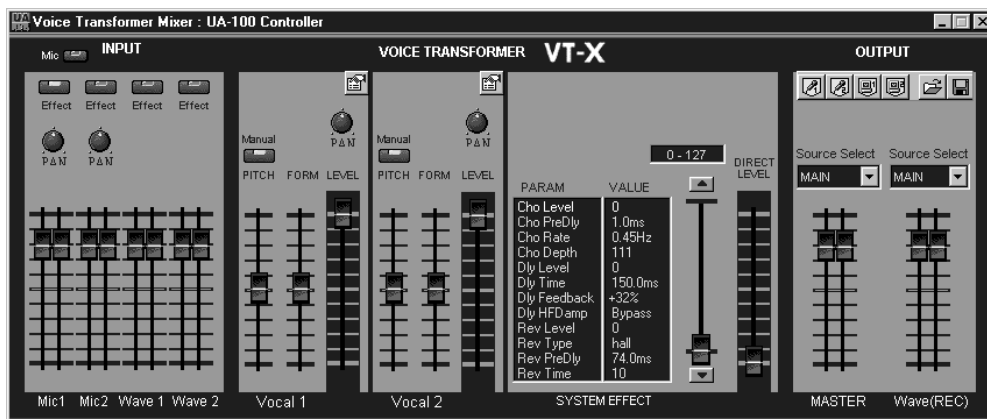 Voice Transformer Mixer : UA-100 Controller
Mic INPUT VOICE TRANSFORMER VT-X OUTPUT
Effect Effect Effect Effect
PAN PAN
Mic1 Mic2 Wave 1 Wave 2
Manual PAN
PITCH FORM LEVEL
Vocal 1
Manual PAN
PITCH FORM LEVEL
Vocal 2
0 - 127
PARAM VALUE
Cho Level 0
Cho PreDly 1.0ms
Cho Rate 0.45Hz
Cho Depth 111
Dly Level 0
Dly Time 150.0ms
Dly Feedback +32%
Dly HFDamp Bypass
Rev Level 0
Rev Type hall
Rev PreDly 74.0ms
Rev Time 10
SYSTEM EFFECT
DIRECT
LEVEL
Source Select Source Select
MAIN MAIN
MASTER Wave(REC)